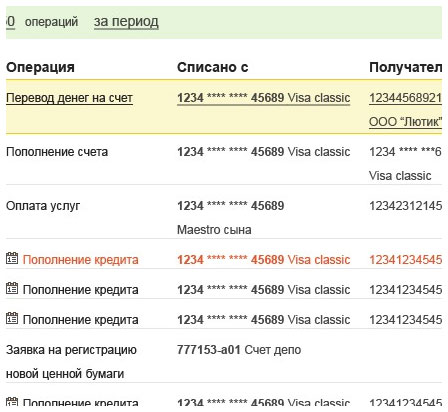 50 операций за период
Операция Списано с Получател
Перевод денег на счет 1234 **** **** 45689 Visa classic 12344568921
ООО “Лютик”
Пополнение счета 1234 **** **** 45689 Visa classic 1234 **** ***6
Visa classic
Оплата услуг 1234 **** **** 45689 12342312145
Maestro сына
Пополнение кредита 1234 **** **** 45689 Visa classic 12341234545
Пополнение кредита 1234 **** **** 45689 Visa classic 12341234545
Пополнение кредита 1234 **** **** 45689 Visa classic 12341234545
Заявка на регистрацию 777153-a01 Счет депо
новой ценной бумаги
Пополнение кредита 1234 **** **** 45689 Visa classic 12341234545